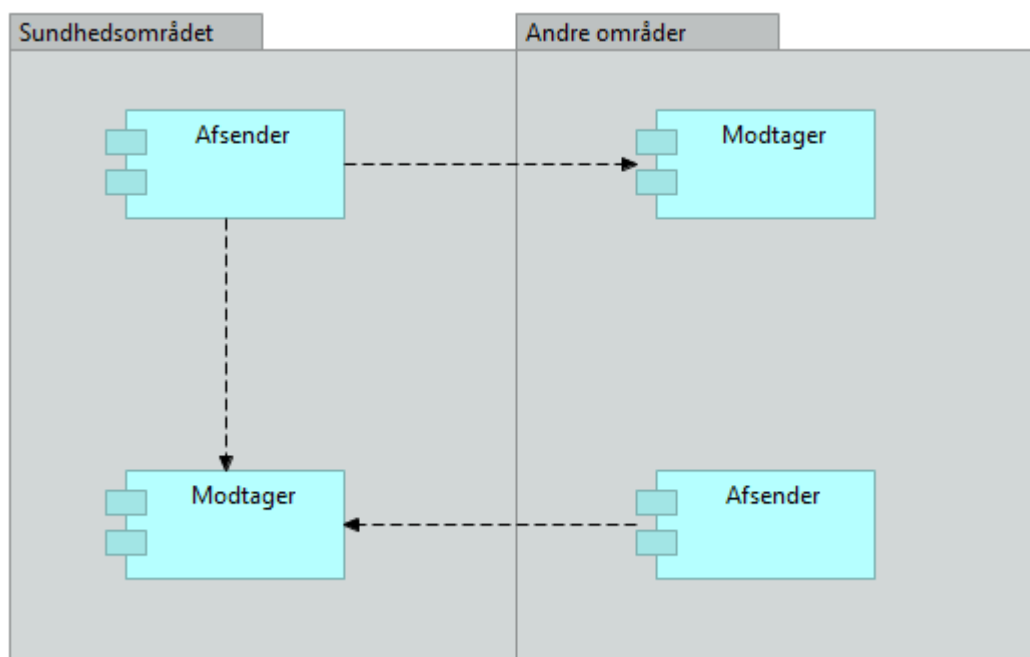 Sundhedsområdet
Andre områder
Afsender
Modtager
Modtager
Afsender